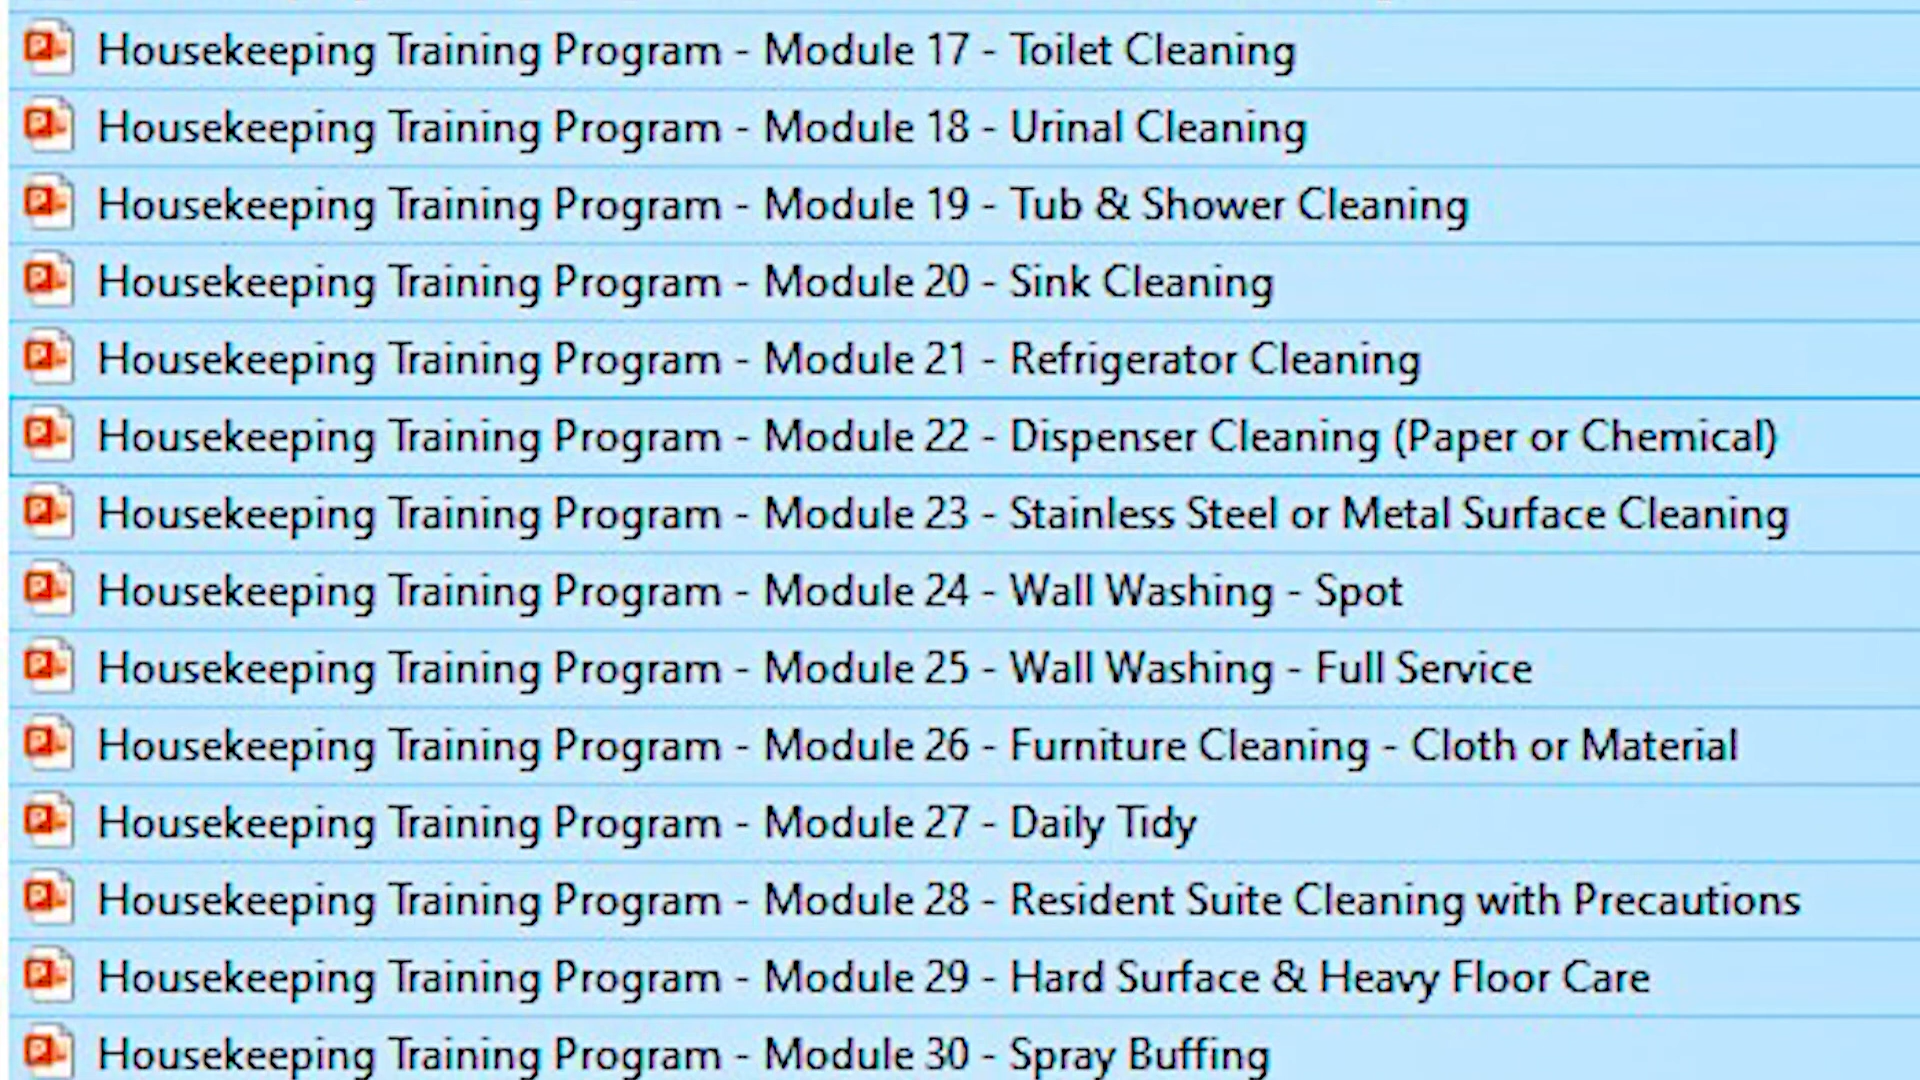 Housekeeping Training Program - Module 17 - Toilet Cleaning
Housekeeping Training Program - Module 18 - Urinal Cleaning
Housekeeping Training Program - Module 19 - Tub & Shower Cleaning
Housekeeping Training Program - Module 20 - Sink Cleaning
Housekeeping Training Program - Module 21 - Refrigerator Cleaning
Housekeeping Training Program - Module 22 - Dispenser Cleaning (Paper or Chemical)
Housekeeping Training Program - Module 23 - Stainless Steel or Metal Surface Cleaning
Housekeeping Training Program - Module 24 - Wall Washing - Spot
Housekeeping Training Program - Module 25 - Wall Washing - Full Service
Housekeeping Training Program - Module 26 - Furniture Cleaning - Cloth or Material
Housekeeping Training Program - Module 27 - Daily Tidy
Housekeeping Training Program - Module 28 - Resident Suite Cleaning with Precautions
Housekeeping Training Program - Module 29 - Hard Surface & Heavy Floor Care
Housekeeping Training Program - Module 30 - Spray Buffing